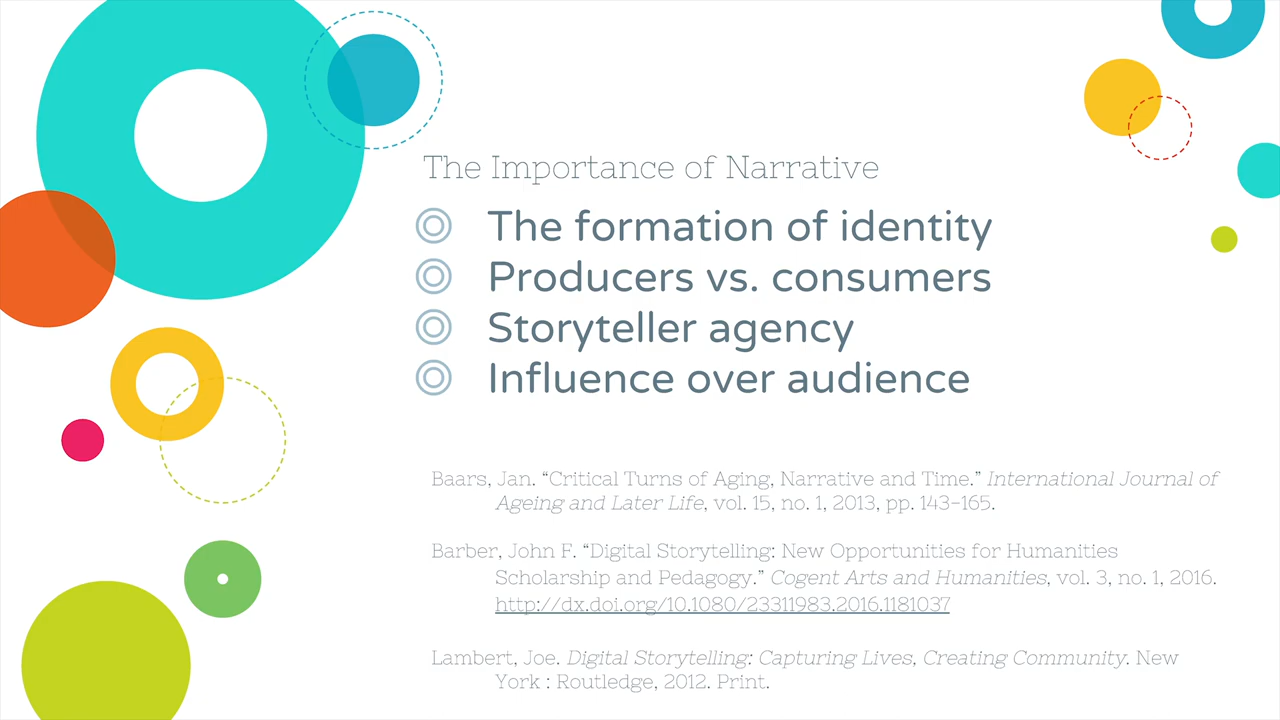 The Importance of Narrative
The formation of identity
Producers vs. consumers
Storyteller agency
Influence over audience
Baars, Jan. “Critical Turns of Aging, Narrative and Time.” International Journal of
Ageing and Later Life, vol. 15, no. 1, 2013, pp. 143-165.
Barber, John F. “Digital Storytelling: New Opportunities for Humanities
Scholarship and Pedagogy.” Cogent Arts and Humanities, vol. 3, no. 1, 2016.
http://dx.doi.org/10.1080/23311983.2016.1181037
Lambert, Joe. Digital Storytelling: Capturing Lives, Creating Community. New
York : Routledge, 2012. Print.